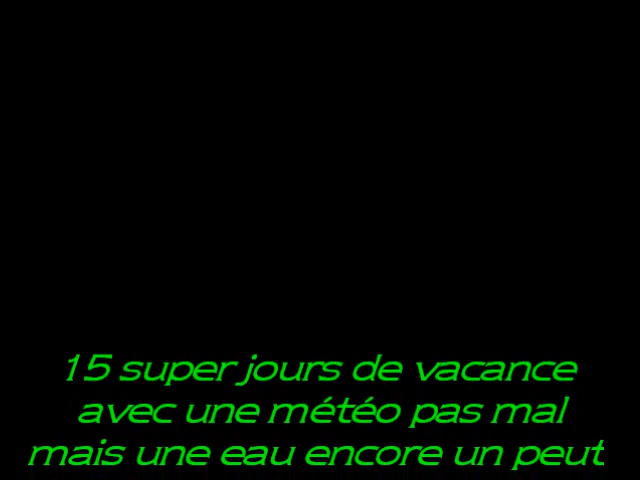 15 super jours de vacance
avec une météo pas mal
mais une eau encore un peut